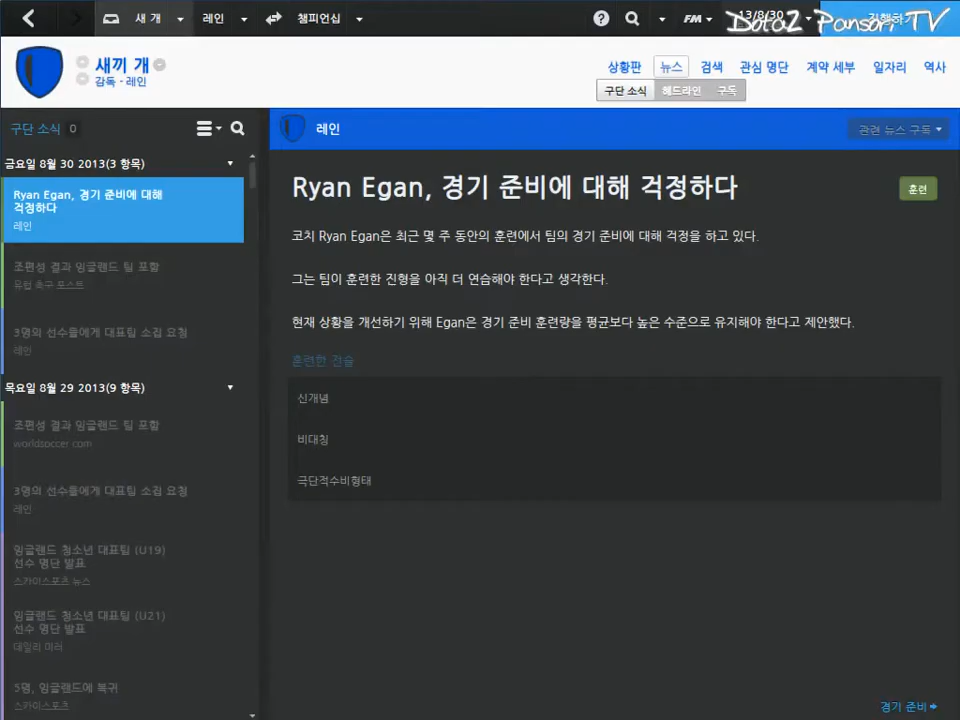 새 개
레인
챔피언십
FM
13/8/30
진행하기
Dota2 Pansori TV
새끼 개
감독 - 레인
상황판
뉴스
검색
관심 명단
계약 세부
일자리
역사
구단 소식
헤드라인
구독
구단 소식 0
금요일 8월 30 2013(3 항목)
Ryan Egan, 경기 준비에 대해
걱정하다
레인
조편성 결과 잉글랜드 팀 포함
유럽 축구 포스트
3명의 선수들에게 대표팀 소집 요청
레인
목요일 8월 29 2013(9 항목)
조편성 결과 잉글랜드 팀 포함
worldsoccer.com
3명의 선수들에게 대표팀 소집 요청
레인
잉글랜드 청소년 대표팀 (U19)
선수 명단 발표
스카이스포츠 뉴스
잉글랜드 청소년 대표팀 (U21)
선수 명단 발표
데일리 미러
5명, 잉글랜드에 복귀
스카이스포츠
레인
관련 뉴스 구독
Ryan Egan, 경기 준비에 대해 걱정하다
훈련
코치 Ryan Egan은 최근 몇 주 동안의 훈련에서 팀의 경기 준비에 대해 걱정을 하고 있다.
그는 팀이 훈련한 진형을 아직 더 연습해야 한다고 생각한다.
현재 상황을 개선하기 위해 Egan은 경기 준비 훈련량을 평균보다 높은 수준으로 유지해야 한다고 제안했다.
훈련한 전술
신개념
비대칭
극단적수비형태
경기 준비